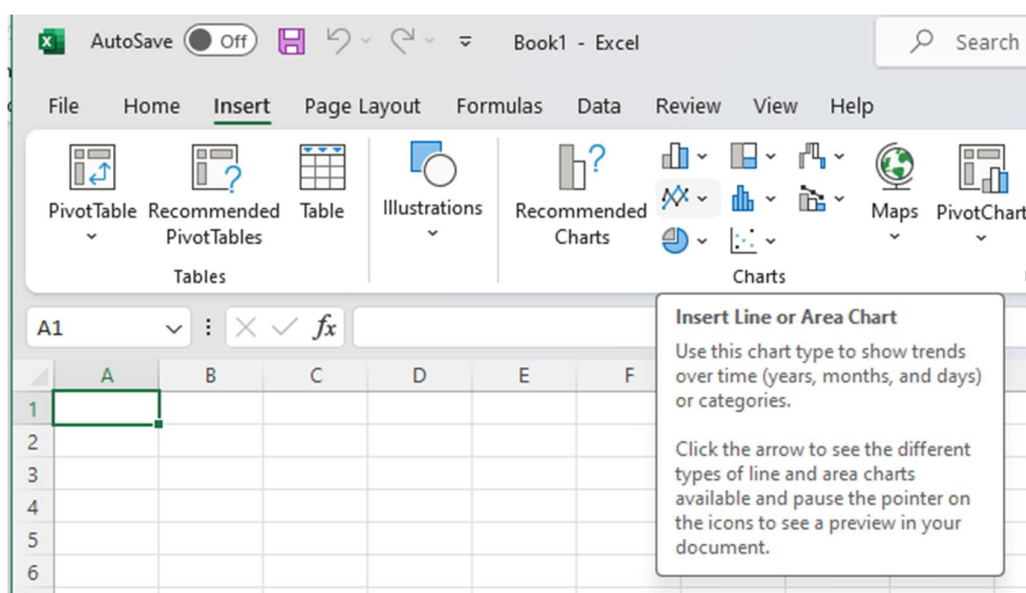 AutoSave Off Book1 - Excel Search
File Home Insert Page Layout Formulas Data Review View Help
PivotTable Recommended PivotTables Table Illustrations Recommended Charts Maps PivotChart
Tables Charts
A1 fx
Insert Line or Area Chart
Use this chart type to show trends
over time (years, months, and days)
or categories.
Click the arrow to see the different
types of line and area charts
available and pause the pointer on
the icons to see a preview in your
document.
A B C D E F
1
2
3
4
5
6